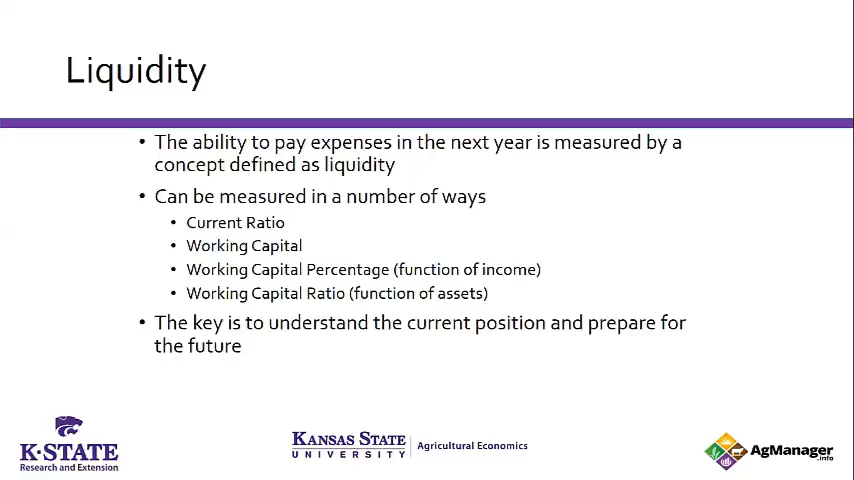 Liquidity
• The ability to pay expenses in the next year is measured by a
concept defined as liquidity
• Can be measured in a number of ways
• Current Ratio
• Working Capital
• Working Capital Percentage (function of income)
• Working Capital Ratio (function of assets)
• The key is to understand the current position and prepare for
the future
K-STATE
Research and Extension
KANSAS STATE
UNIVERSITY
Agricultural Economics
AgManager
.info